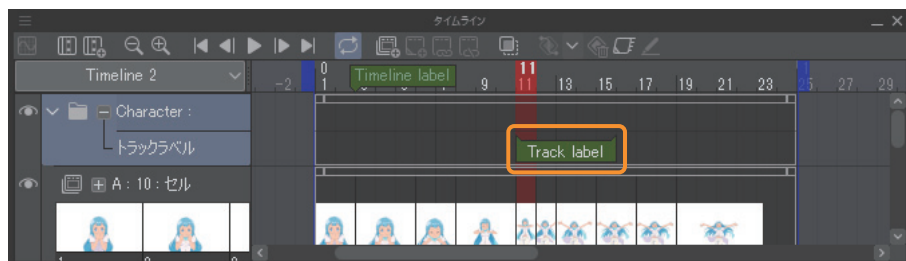 タイムライン
Timeline 2
-2 0 Timeline label 11
1 9 11 13 15 17 19 21 23 25 27 29
Character :
トラックラベル
Track label
A : 10 : セル